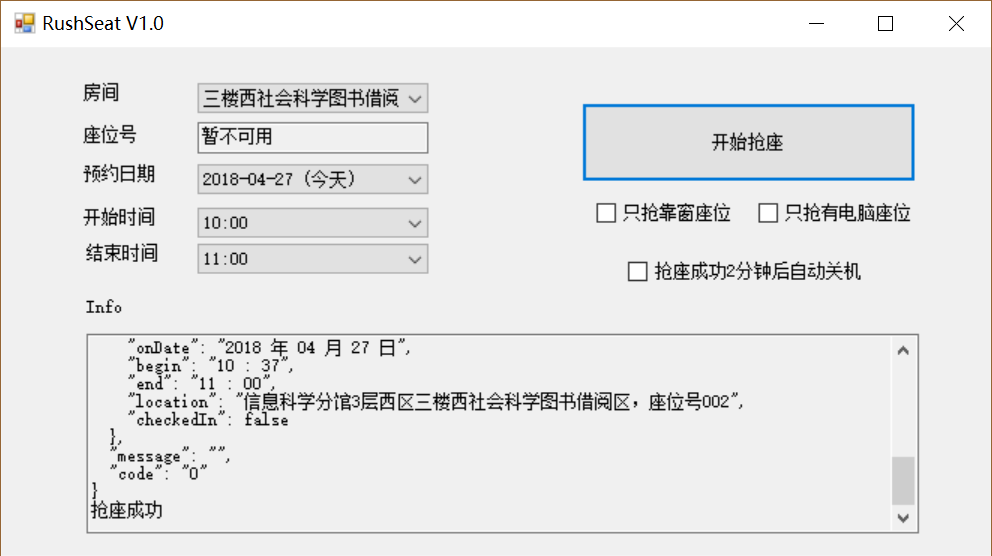 RushSeat V1.0
房间
三楼西社会科学图书借阅
座位号
暂不可用
预约日期
2018-04-27 (今天)
开始时间
10:00
结束时间
11:00
开始抢座
只抢靠窗座位
只抢有电脑座位
抢座成功2分钟后自动关机
Info
"onDate": "2018 年 04 月 27 日",
"begin": "10 : 37",
"end": "11 : 00",
"location": "信息科学分馆3层西区三楼西社会科学图书借阅区，座位号002",
"checkedIn": false
},
"message": "",
"code": "0"
}
抢座成功